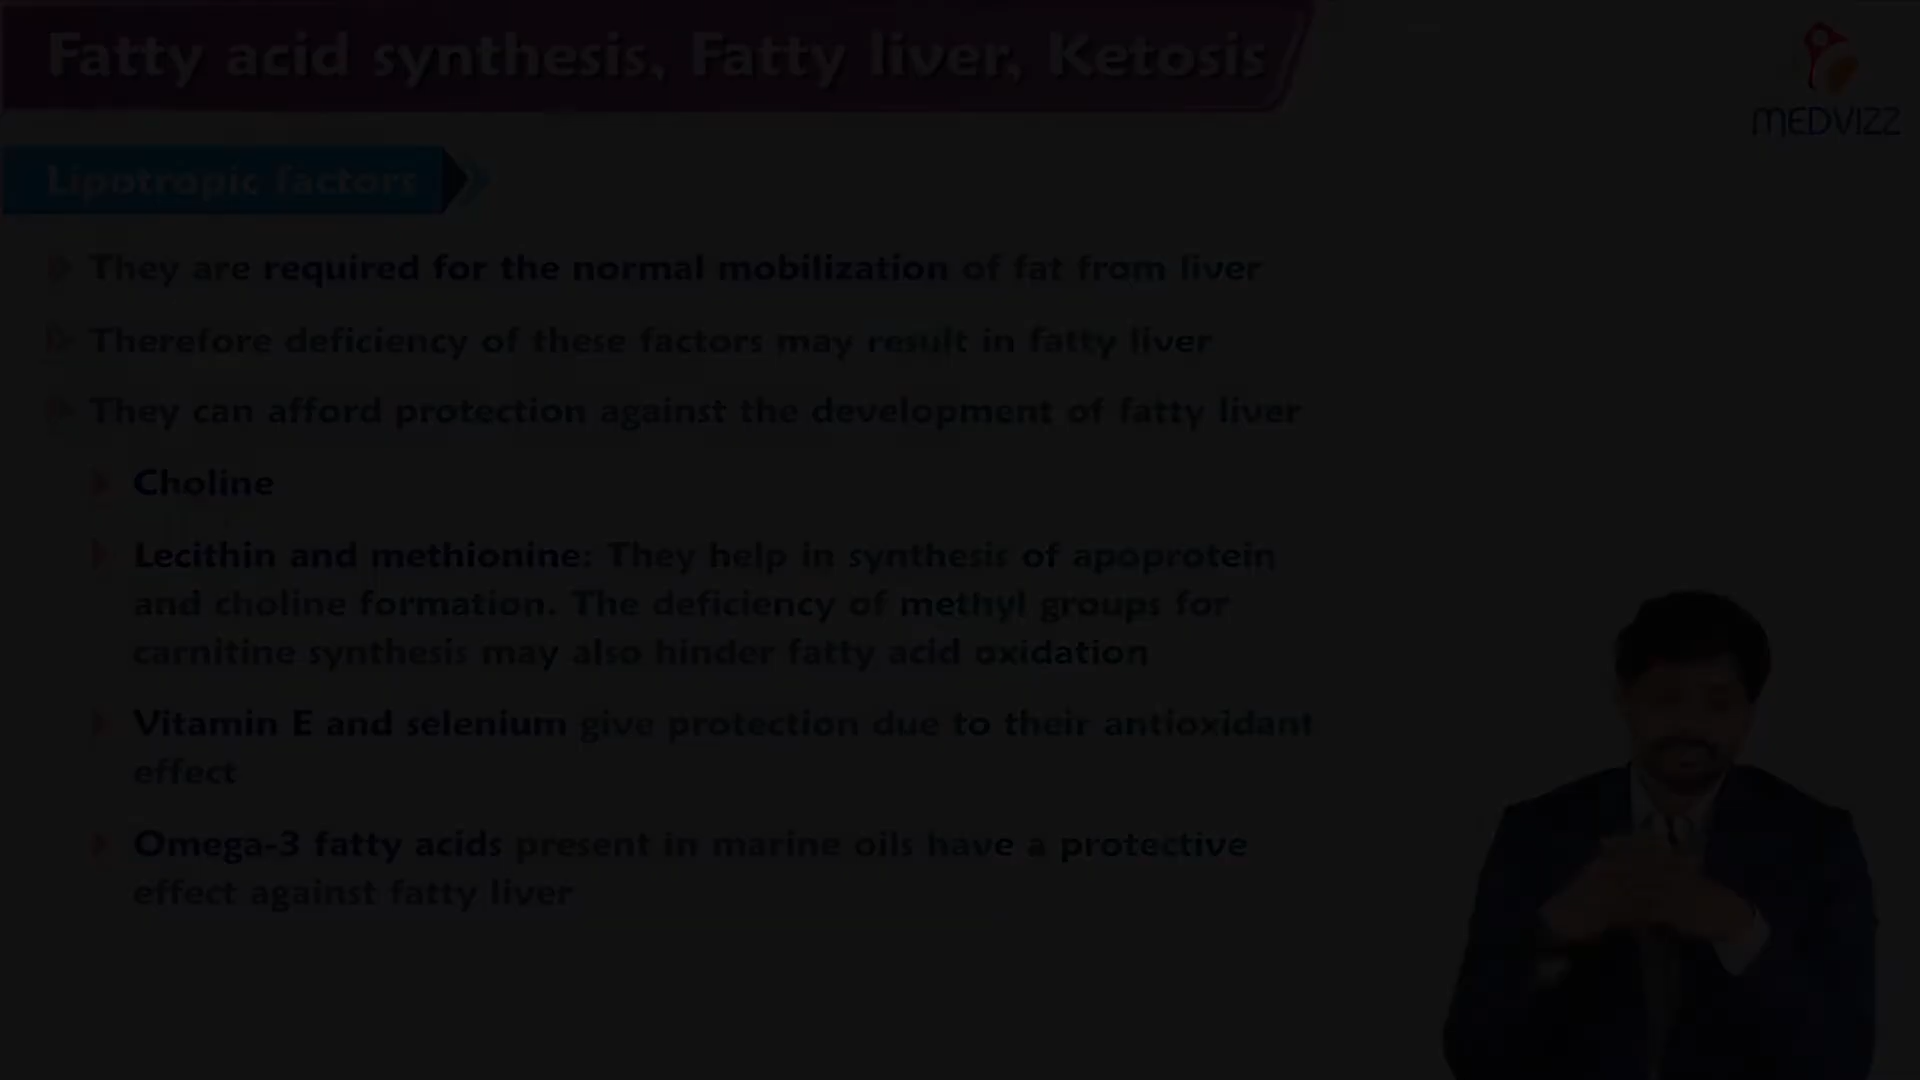 Fatty acid synthesis, Fatty liver, Ketosis
MEDVIZZ
Lipotropic factors
They are required for the normal mobilization of fat from liver
Therefore deficiency of these factors may result in fatty liver
They can afford protection against the development of fatty liver
Choline
Lecithin and methionine: They help in synthesis of apoprotein
and choline formation. The deficiency of methyl groups for
carnitine synthesis may also hinder fatty acid oxidation
Vitamin E and selenium give protection due to their antioxidant
effect
Omega-3 fatty acids present in marine oils have a protective
effect against fatty liver